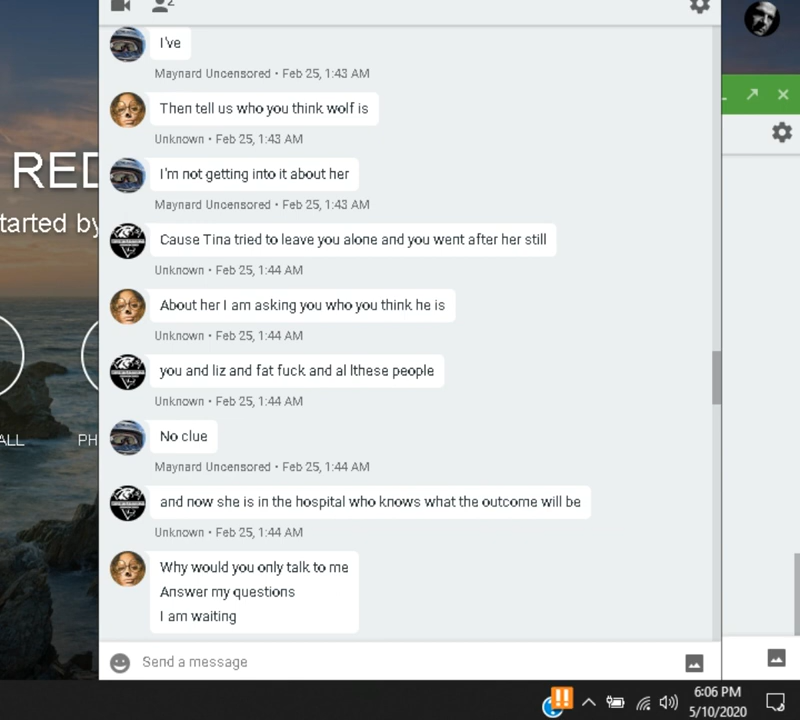 2
I've
Maynard Uncensored • Feb 25, 1:43 AM
Then tell us who you think wolf is
Unknown • Feb 25, 1:43 AM
I'm not getting into it about her
Maynard Uncensored • Feb 25, 1:43 AM
Cause Tina tried to leave you alone and you went after her still
Unknown • Feb 25, 1:44 AM
About her I am asking you who you think he is
Unknown • Feb 25, 1:44 AM
you and liz and fat fuck and al lthese people
Unknown • Feb 25, 1:44 AM
No clue
Maynard Uncensored • Feb 25, 1:44 AM
and now she is in the hospital who knows what the outcome will be
Unknown • Feb 25, 1:44 AM
Why would you only talk to me
Answer my questions
I am waiting
Send a message
RED
tarted by
ALL
PH
6:06 PM
5/10/2020